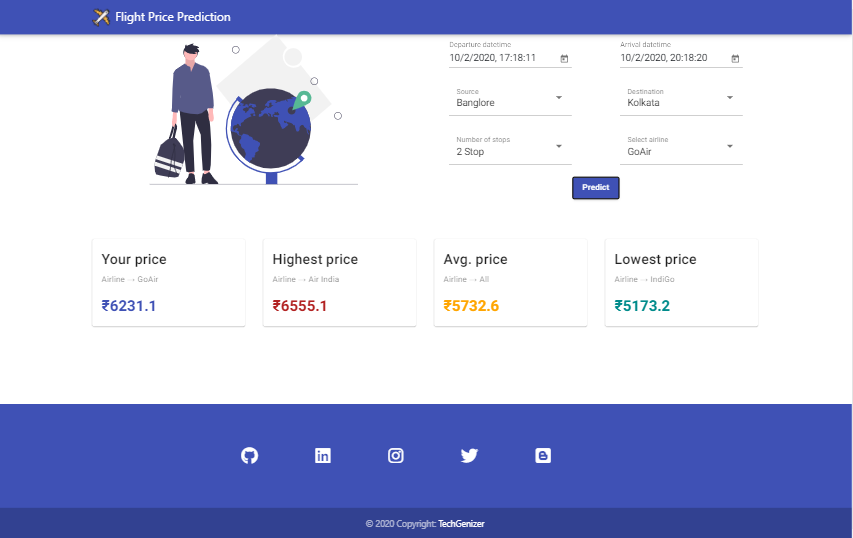 Flight Price Prediction
Departure datetime
Arrival datetime
10/2/2020, 17:18:11
10/2/2020, 20:18:20
Source
Destination
Banglore
Kolkata
Number of stops
Select airline
2 Stop
GoAir
Predict
Your price
Airline → GoAir
₹6231.1
Highest price
Airline → Air India
₹6555.1
Avg. price
Airline → All
₹5732.6
Lowest price
Airline → IndiGo
₹5173.2
© 2020 Copyright: TechGenizer